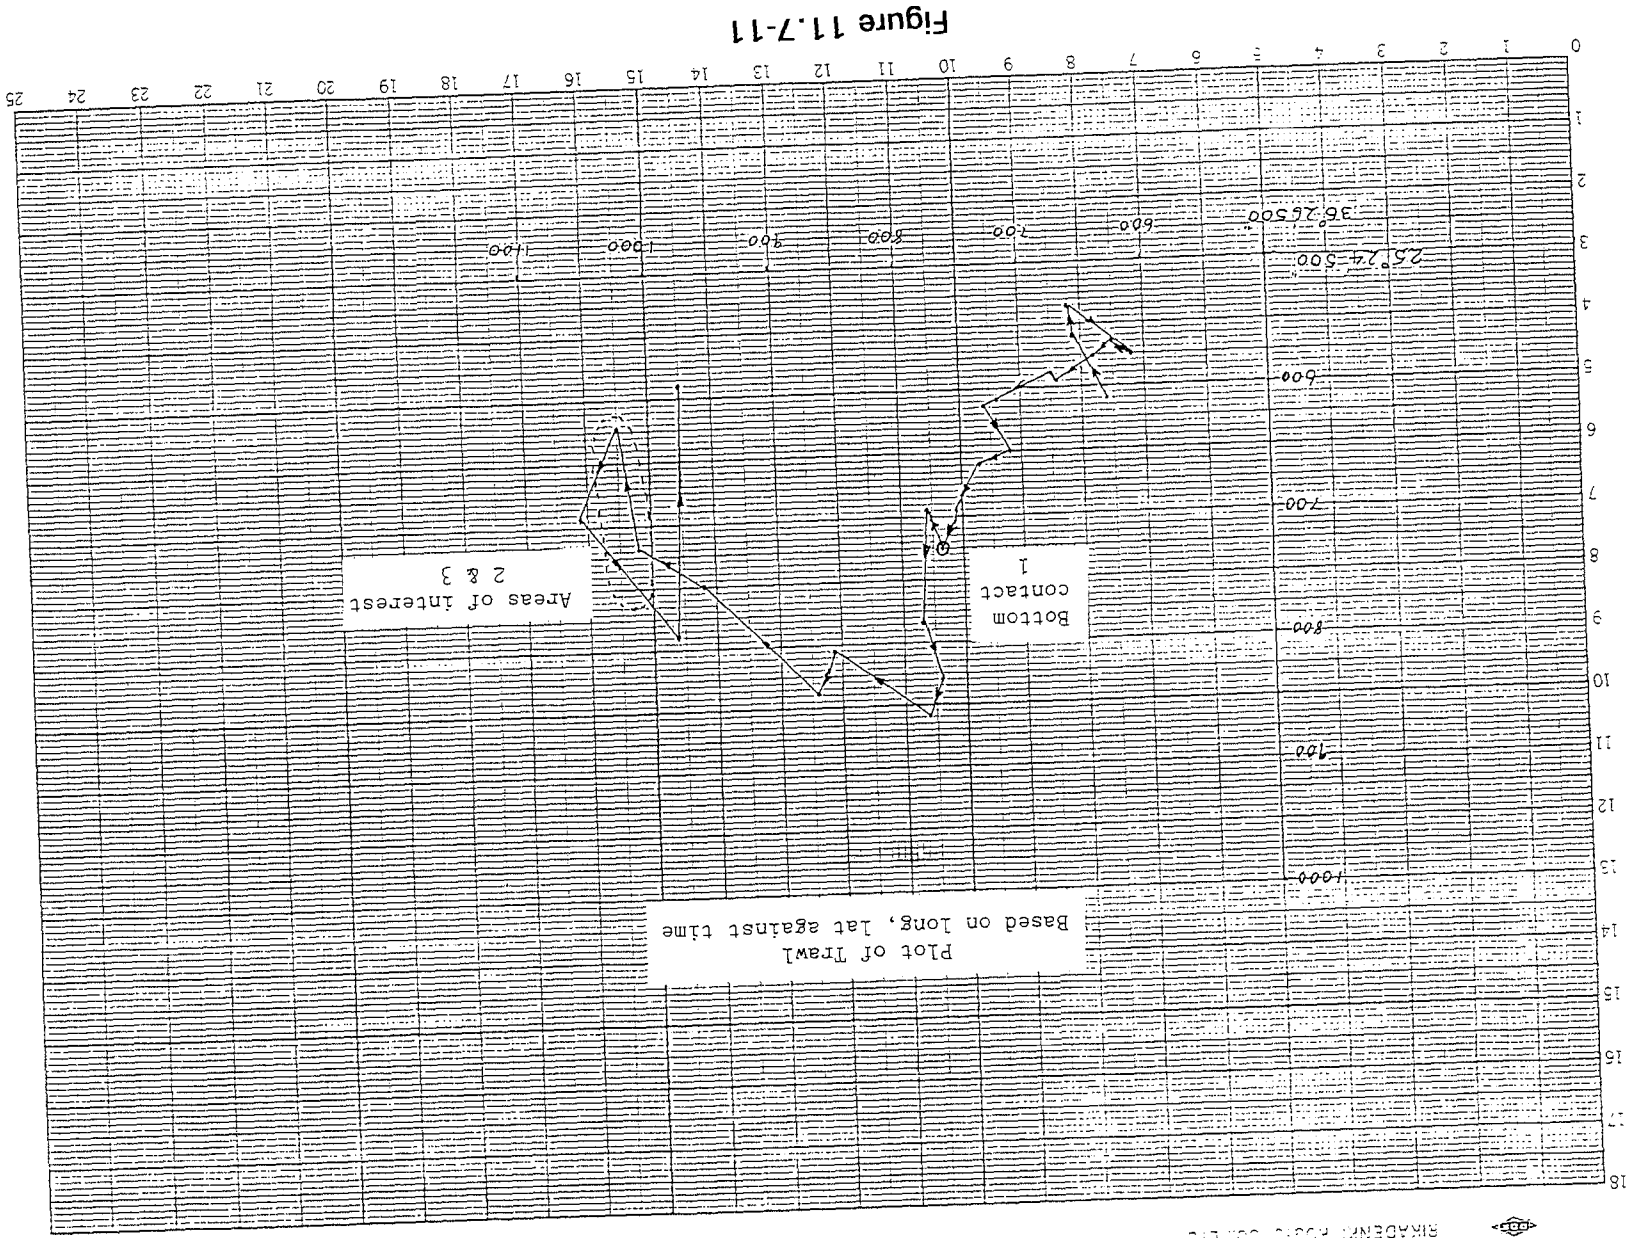 RIKADENKI
18
17
16
15
14
Plot of Trawl
Based on long, lat against time
13
1000
12
11
900
10
9
800
Bottom
contact
1
Areas of interest
2 & 3
8
7
700
6
5
600
4
25° 24' 500"
3
36° 26' 500"
600 700 800 900 1000 1100
2
1
0 1 2 3 4 5 6 7 8 9 10 11 12 13 14 15 16 17 18 19 20 21 22 23 24 25
Figure 11.7-11